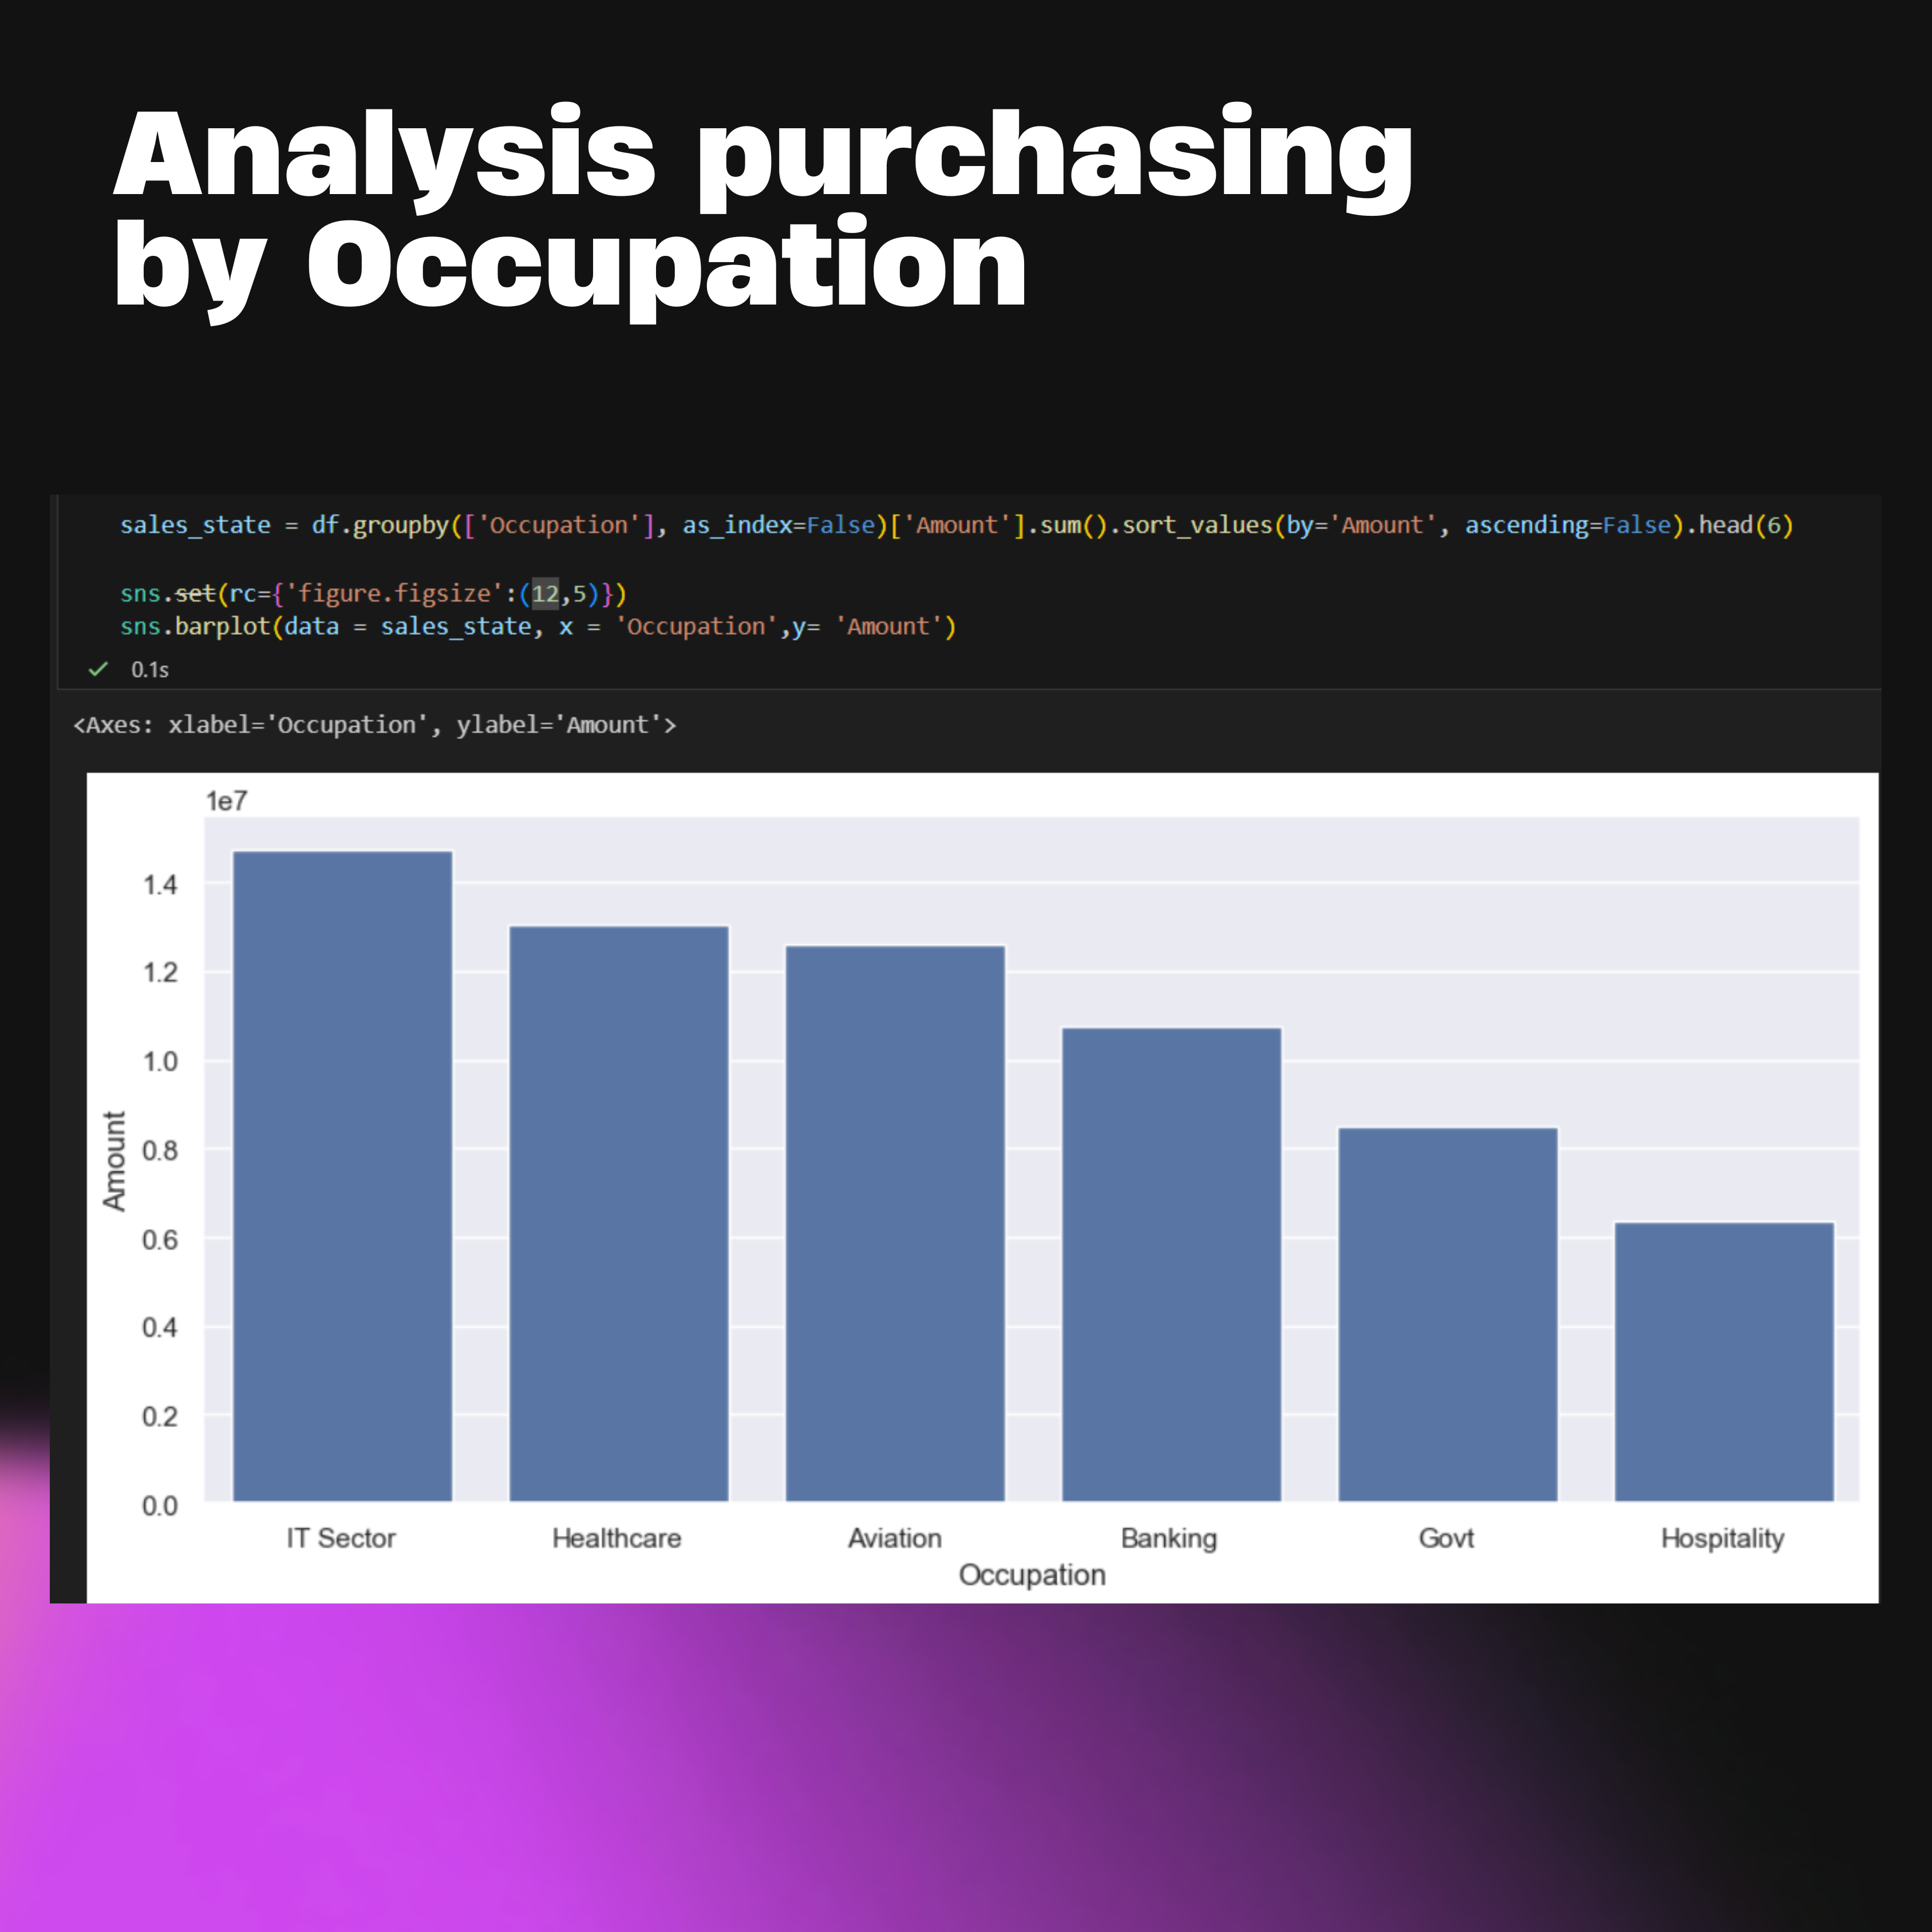 Analysis purchasing
by Occupation
sales_state = df.groupby(['Occupation'], as_index=False)['Amount'].sum().sort_values(by='Amount', ascending=False).head(6)
sns.set(rc={'figure.figsize':(12,5)})
sns.barplot(data = sales_state, x = 'Occupation',y= 'Amount')
0.1s
<Axes: xlabel='Occupation', ylabel='Amount'>
1e7
1.4
1.2
1.0
0.8
0.6
0.4
0.2
0.0
Amount
IT Sector Healthcare Aviation Banking Govt Hospitality
Occupation